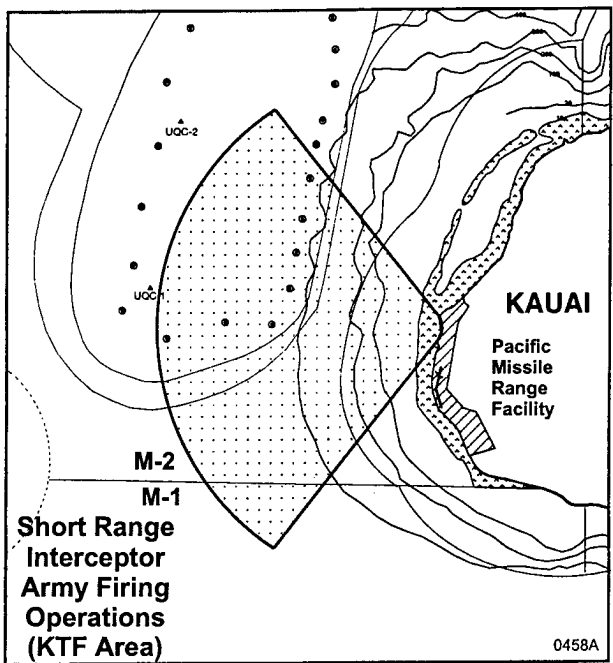 UQC-2
UQC-1
KAUAI
Pacific
Missile
Range
Facility
M-2
M-1
Short Range
Interceptor
Army Firing
Operations
(KTF Area)
0458A